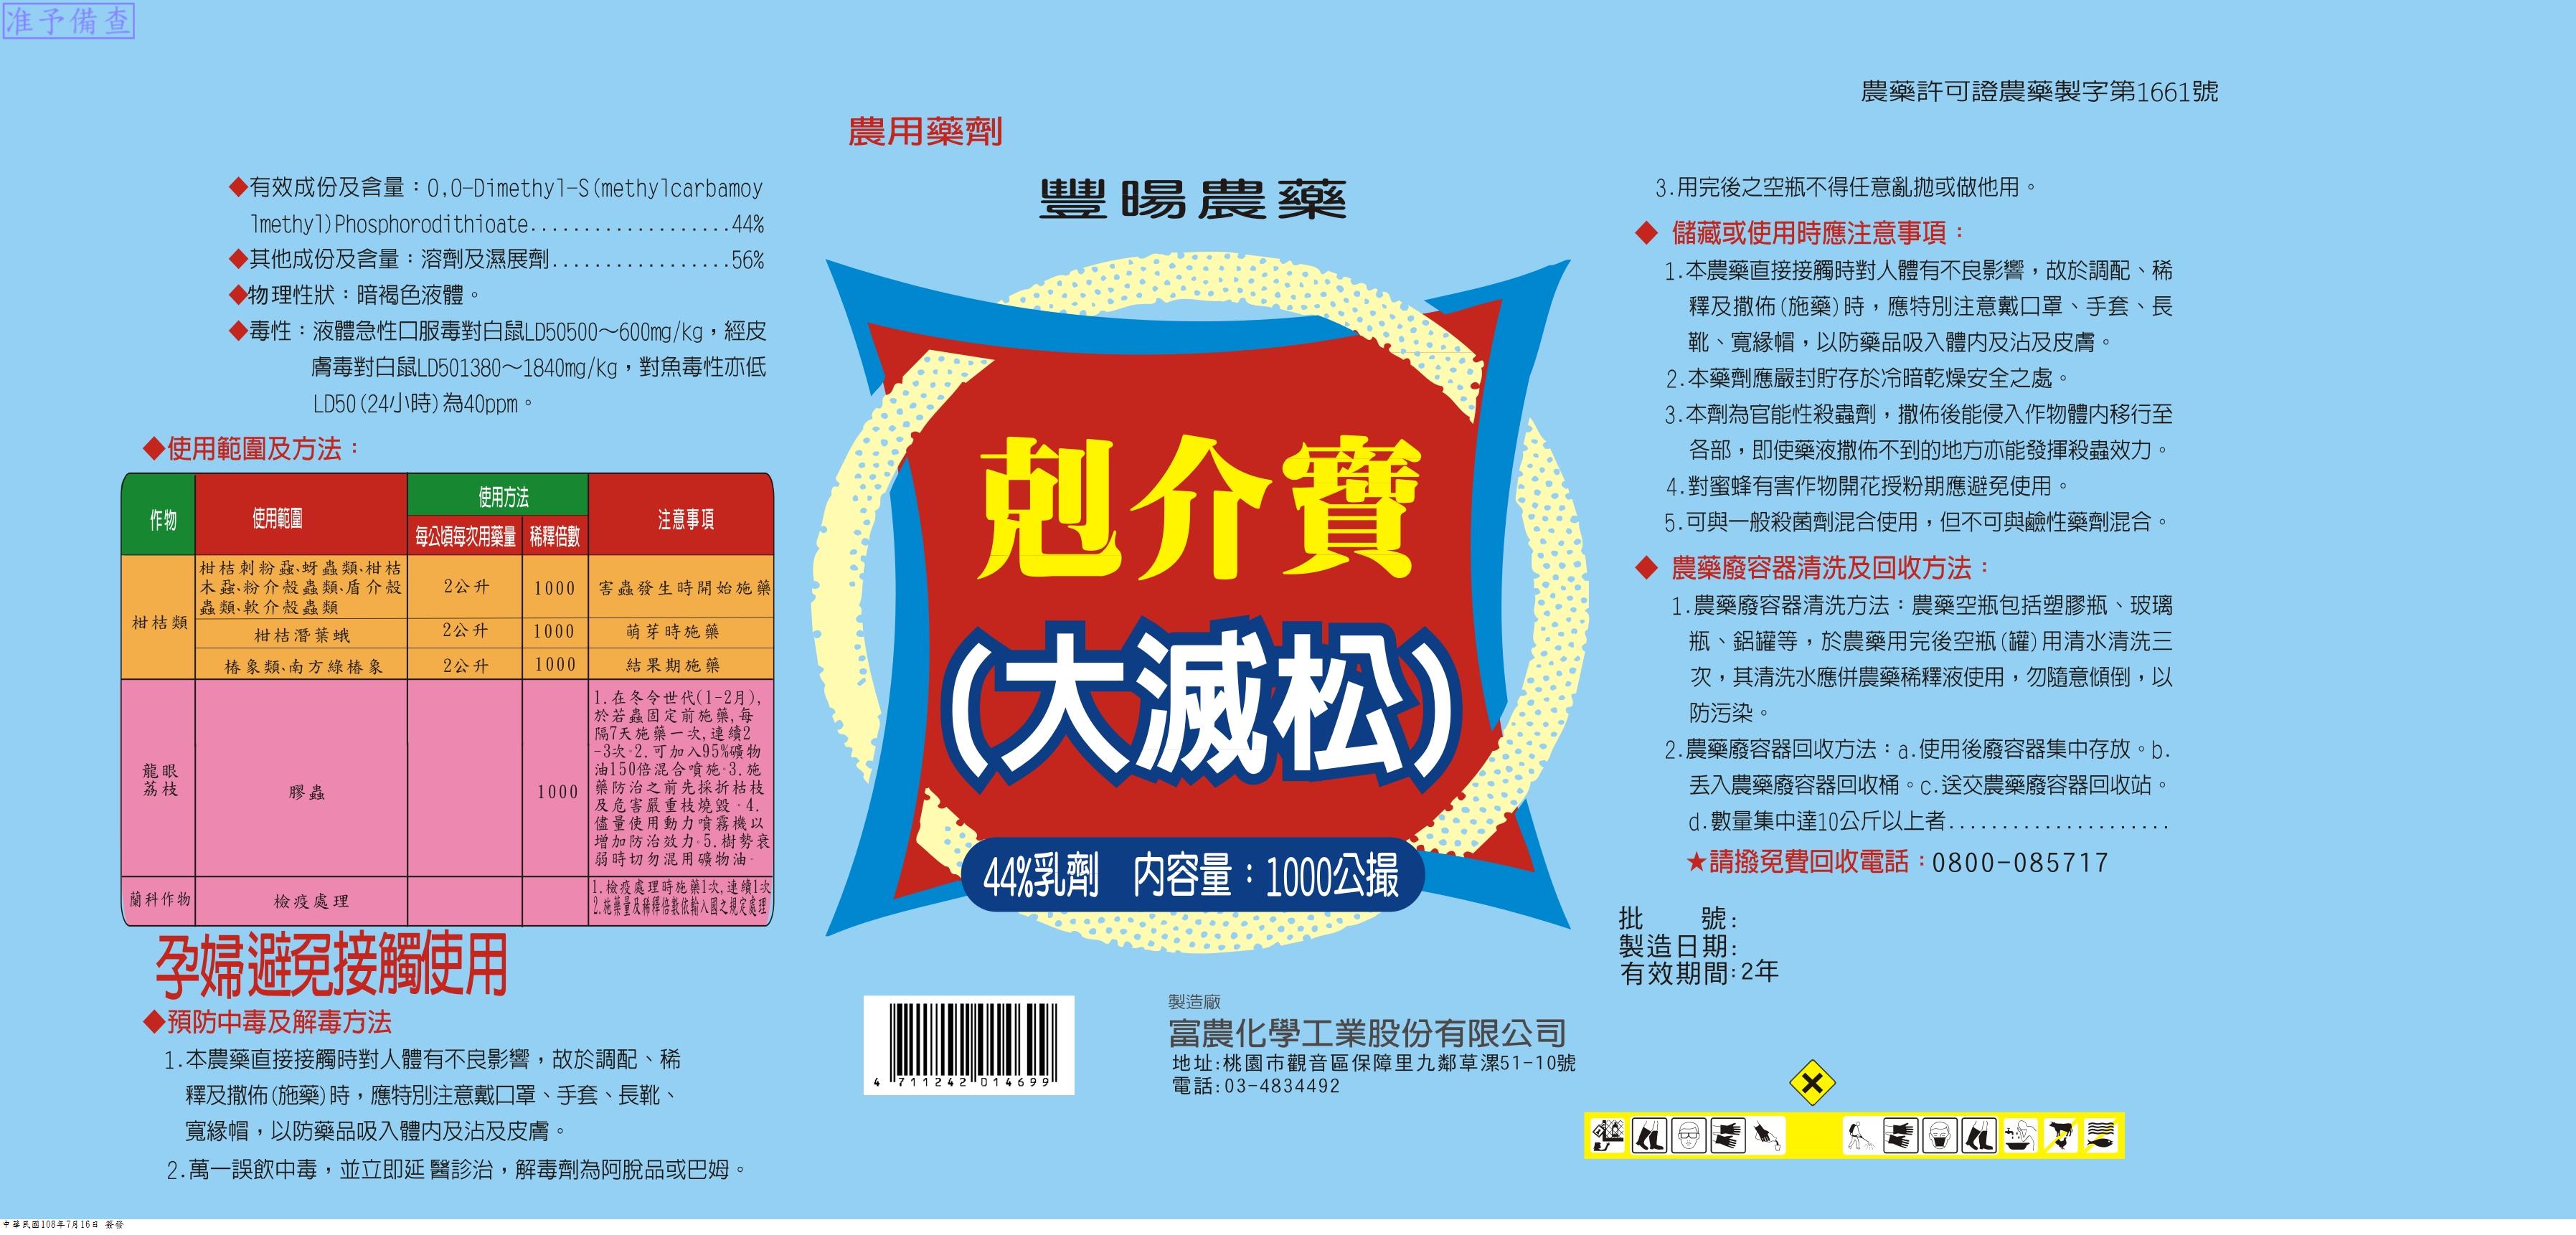 准予備查
農藥許可證農藥製字第1661號
農用藥劑
豐暘農藥
◆有效成份及含量：O,O-Dimethyl-S(methylcarbamoy
lmethyl)Phosphorodithioate...................44%
◆其他成份及含量：溶劑及濕展劑.................56%
◆物理性狀：暗褐色液體。
◆毒性：液體急性口服毒對白鼠LD50500～600mg/kg，經皮
膚毒對白鼠LD501380～1840mg/kg，對魚毒性亦低
LD50(24小時)為40ppm。
◆使用範圍及方法：
作物 使用範圍 使用方法 注意事項
每公頃每次用藥量 稀釋倍數
柑桔類
柑桔刺粉蝨､蚜蟲類､柑桔
木蝨､粉介殼蟲類､盾介殼
蟲類､軟介殼蟲類
2公升 1000 害蟲發生時開始施藥
柑桔潛葉蛾 2公升 1000 萌芽時施藥
椿象類､南方綠椿象 2公升 1000 結果期施藥
龍眼
荔枝
膠蟲
1000
1.在冬令世代(1-2月),
於若蟲固定前施藥,每
隔7天施藥一次,連續2
-3次。2.可加入95%礦物
油150倍混合噴施。3.施
藥防治之前先採折枯枝
及危害嚴重枝燒毀。4.
儘量使用動力噴霧機以
增加防治效力。5.樹勢衰
弱時切勿混用礦物油。
蘭科作物 檢疫處理
1.檢疫處理時施藥1次,連續1次
2.施藥量及稀釋倍數依輸入國之規定處理
孕婦避免接觸使用
◆預防中毒及解毒方法
1.本農藥直接接觸時對人體有不良影響，故於調配、稀
釋及撒佈(施藥)時，應特別注意戴口罩、手套、長靴、
寬緣帽，以防藥品吸入體內及沾及皮膚。
2.萬一誤飲中毒，並立即延 醫診治，解毒劑為阿脫品或巴姆。
剋介寶
(大滅松)
44%乳劑 內容量：1000公撮
4 711242 014699
製造廠
富農化學工業股份有限公司
地址:桃園市觀音區保障里九鄰草漯51-10號
電話:03-4834492
3.用完後之空瓶不得任意亂拋或做他用。
◆ 儲藏或使用時應注意事項：
1.本農藥直接接觸時對人體有不良影響，故於調配、稀
釋及撒佈(施藥)時，應特別注意戴口罩、手套、長
靴、寬緣帽，以防藥品吸入體內及沾及皮膚。
2.本藥劑應嚴封貯存於冷暗乾燥安全之處。
3.本劑為官能性殺蟲劑，撒佈後能侵入作物體內移行至
各部，即使藥液撒佈不到的地方亦能發揮殺蟲效力。
4.對蜜蜂有害作物開花授粉期應避免使用。
5.可與一般殺菌劑混合使用，但不可與鹼性藥劑混合。
◆ 農藥廢容器清洗及回收方法：
1.農藥廢容器清洗方法：農藥空瓶包括塑膠瓶、玻璃
瓶、鋁罐等，於農藥用完後空瓶(罐)用清水清洗三
次，其清洗水應併農藥稀釋液使用，勿隨意傾倒，以
防污染。
2.農藥廢容器回收方法：a.使用後廢容器集中存放。b.
丟入農藥廢容器回收桶。c.送交農藥廢容器回收站。
d.數量集中達10公斤以上者.....................
★請撥免費回收電話：0800-085717
批 號:
製造日期:
有效期間:2年
中華民國108年7月16日 簽發